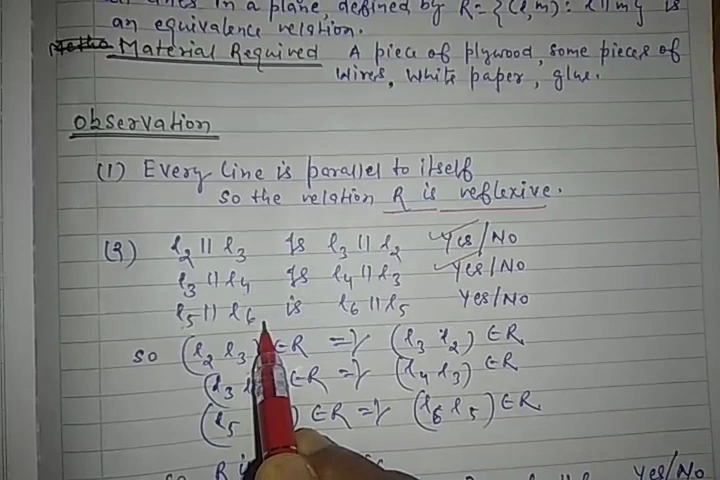 lines in a plane, defined by R = {(l, m) : l || m} is
an equivalence relation.
Material Required A piece of plywood, some pieces of
wires, white paper, glue.
Observation
(1) Every line is parallel to itself
so the relation R is reflexive.
(2) l2 || l3 Is l3 || l2 Yes/No
l3 || l4 Is l4 || l3 Yes/No
l5 || l6 is l6 || l5 Yes/No
so (l2 l3) ∈ R => (l3 l2) ∈ R
(l3 ∈ R => (l4 l3) ∈ R
(l5 ) ∈ R => (l6 l5) ∈ R
R Yes/No